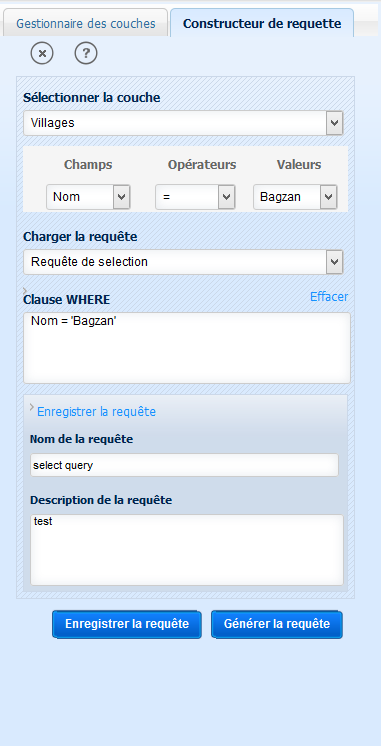 Gestionnaire des couches Constructeur de requette
?
Sélectionner la couche
Villages
Champs Opérateurs Valeurs
Nom = Bagzan
Charger la requête
Requête de selection
Clause WHERE Effacer
Nom = 'Bagzan'
Enregistrer la requête
Nom de la requête
select query
Description de la requête
test
Enregistrer la requête Générer la requête